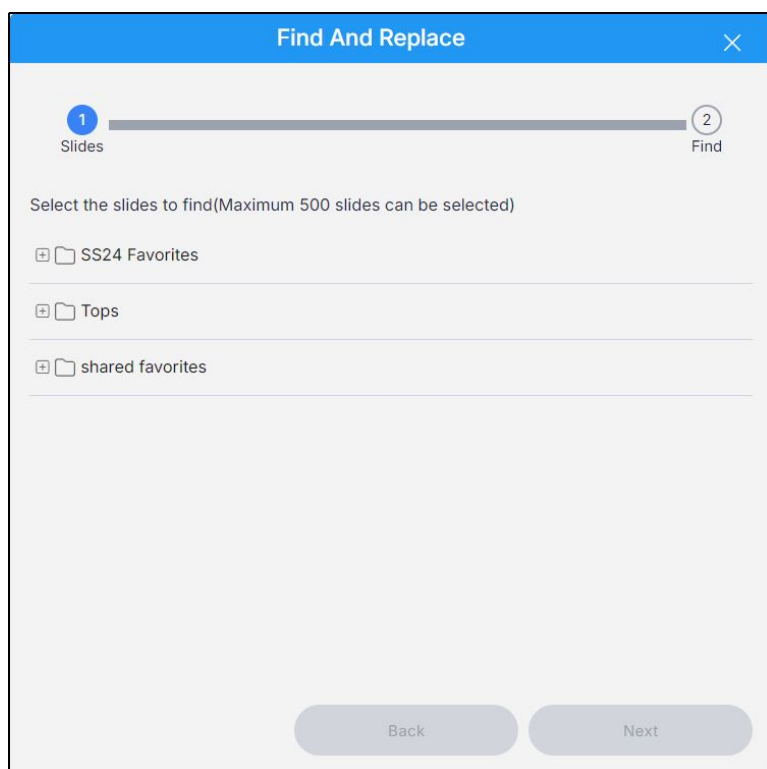 Find And Replace
1
2
Slides
Find
Select the slides to find(Maximum 500 slides can be selected)
SS24 Favorites
Tops
shared favorites
Back
Next